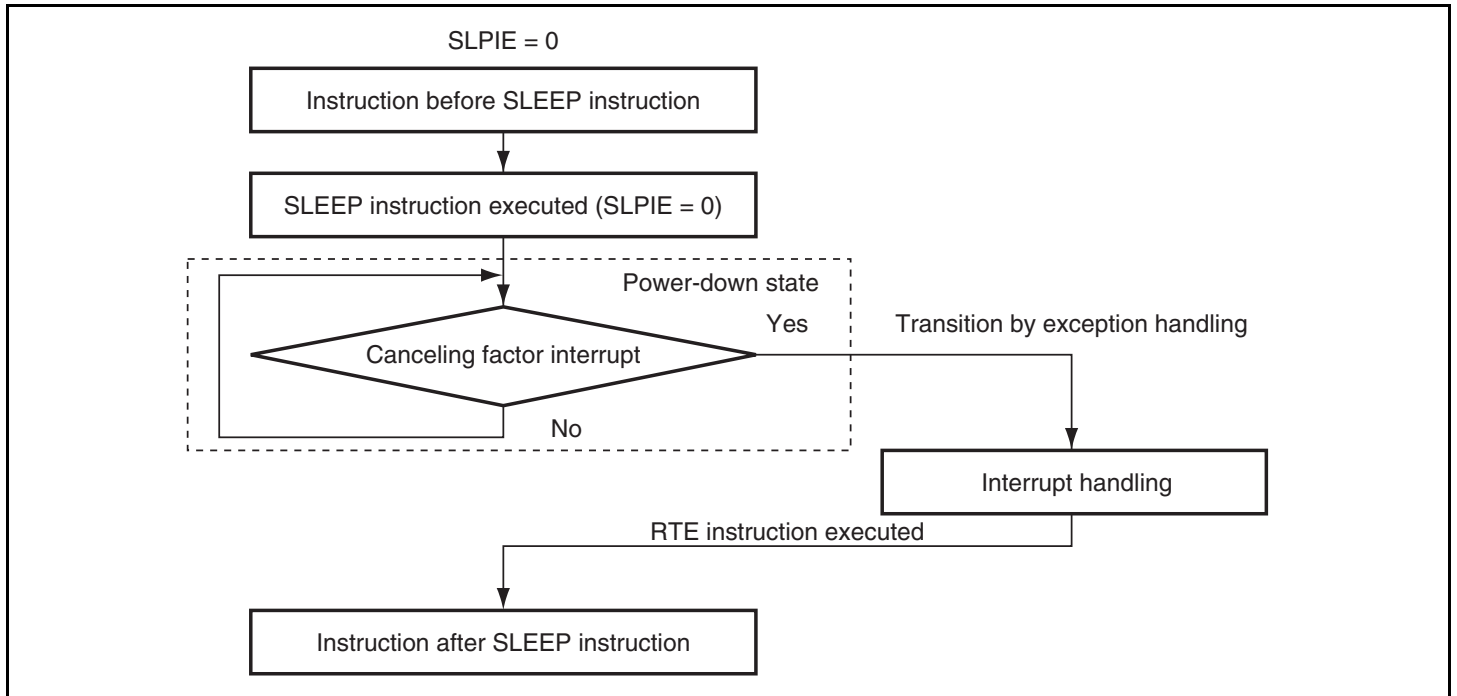 SLPIE = 0
Instruction before SLEEP instruction
SLEEP instruction executed (SLPIE = 0)
Power-down state
Yes
Transition by exception handling
Canceling factor interrupt
No
Interrupt handling
RTE instruction executed
Instruction after SLEEP instruction